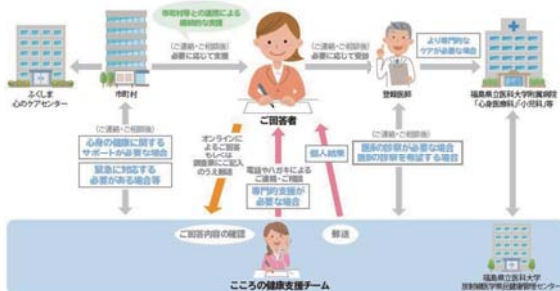 市町村等との連携による
継続的な支援
(ご連絡・ご相談後)
必要に応じて支援
(ご連絡・ご相談後)
必要に応じて受診
より専門的な
ケアが必要な場合
ふくしま
心のケアセンター
市町村
ご回答者
登録医師
福島県立医科大学附属病院
「心身医療科」「小児科」等
(ご連絡・ご相談後)
心身の健康に関する
サポートが必要な場合
緊急に対応する
必要がある場合等
オンライン
によるご回答
もしくは
調査票にご記入
のうえ郵送
電話やハガキによる
ご連絡・ご相談
専門的支援が
必要な場合
個人結果
(ご連絡・ご相談後)
医師の診察が必要な場合
医師の診察を希望する場合
ご回答内容の確認
郵送
こころの健康支援チーム
福島県立医科大学
放射線医学県民健康管理センター